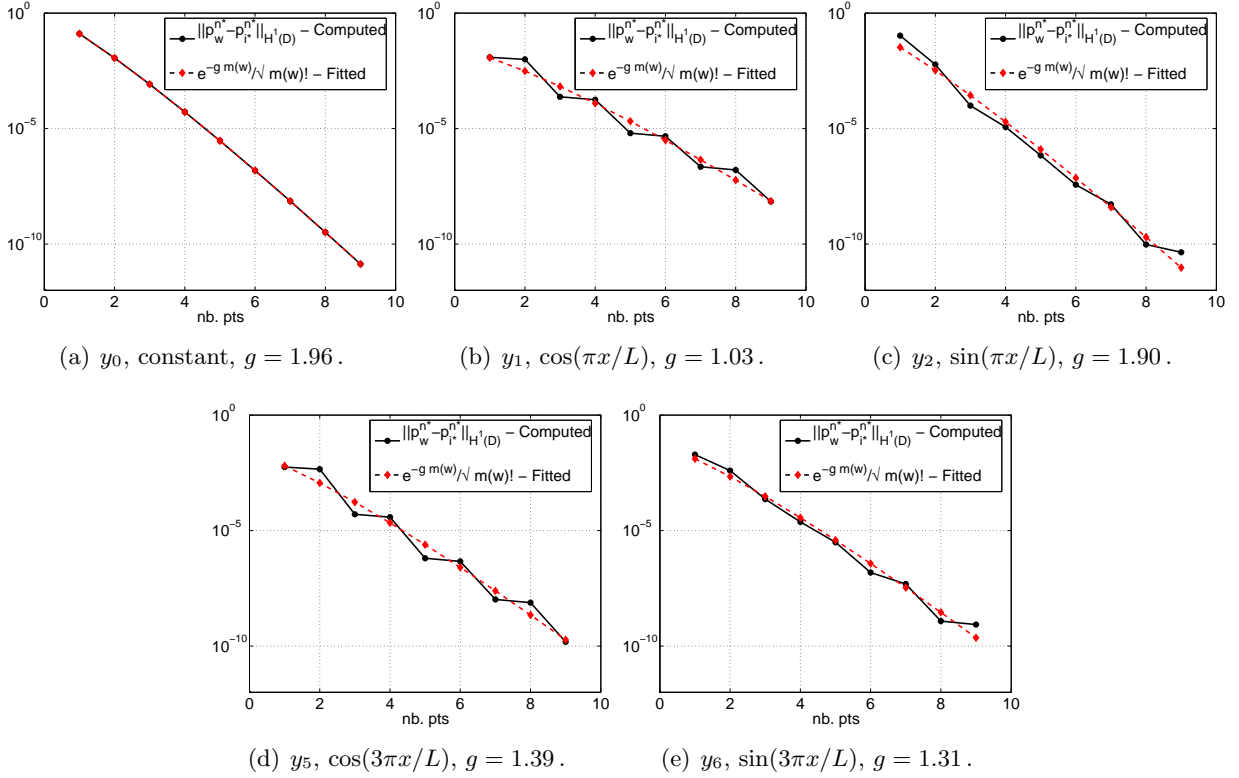 10^0
10^−5
10^−10
0 2 4 6 8 10
nb. pts
||p_w^{n*}−p_{i*}^{n*}||_{H^1(D)} − Computed
e^{−g m(w)}/√ m(w)! − Fitted
(a) y_0, constant, g = 1.96 .
10^0
10^−5
10^−10
0 2 4 6 8 10
nb. pts
||p_w^{n*}−p_{i*}^{n*}||_{H^1(D)} − Computed
e^{−g m(w)}/√ m(w)! − Fitted
(b) y_1, cos(πx/L), g = 1.03 .
10^0
10^−5
10^−10
0 2 4 6 8 10
nb. pts
||p_w^{n*}−p_{i*}^{n*}||_{H^1(D)} − Computed
e^{−g m(w)}/√ m(w)! − Fitted
(c) y_2, sin(πx/L), g = 1.90 .
10^0
10^−5
10^−10
0 2 4 6 8 10
nb. pts
||p_w^{n*}−p_{i*}^{n*}||_{H^1(D)} − Computed
e^{−g m(w)}/√ m(w)! − Fitted
(d) y_5, cos(3πx/L), g = 1.39 .
10^0
10^−5
10^−10
0 2 4 6 8 10
nb. pts
||p_w^{n*}−p_{i*}^{n*}||_{H^1(D)} − Computed
e^{−g m(w)}/√ m(w)! − Fitted
(e) y_6, sin(3πx/L), g = 1.31 .